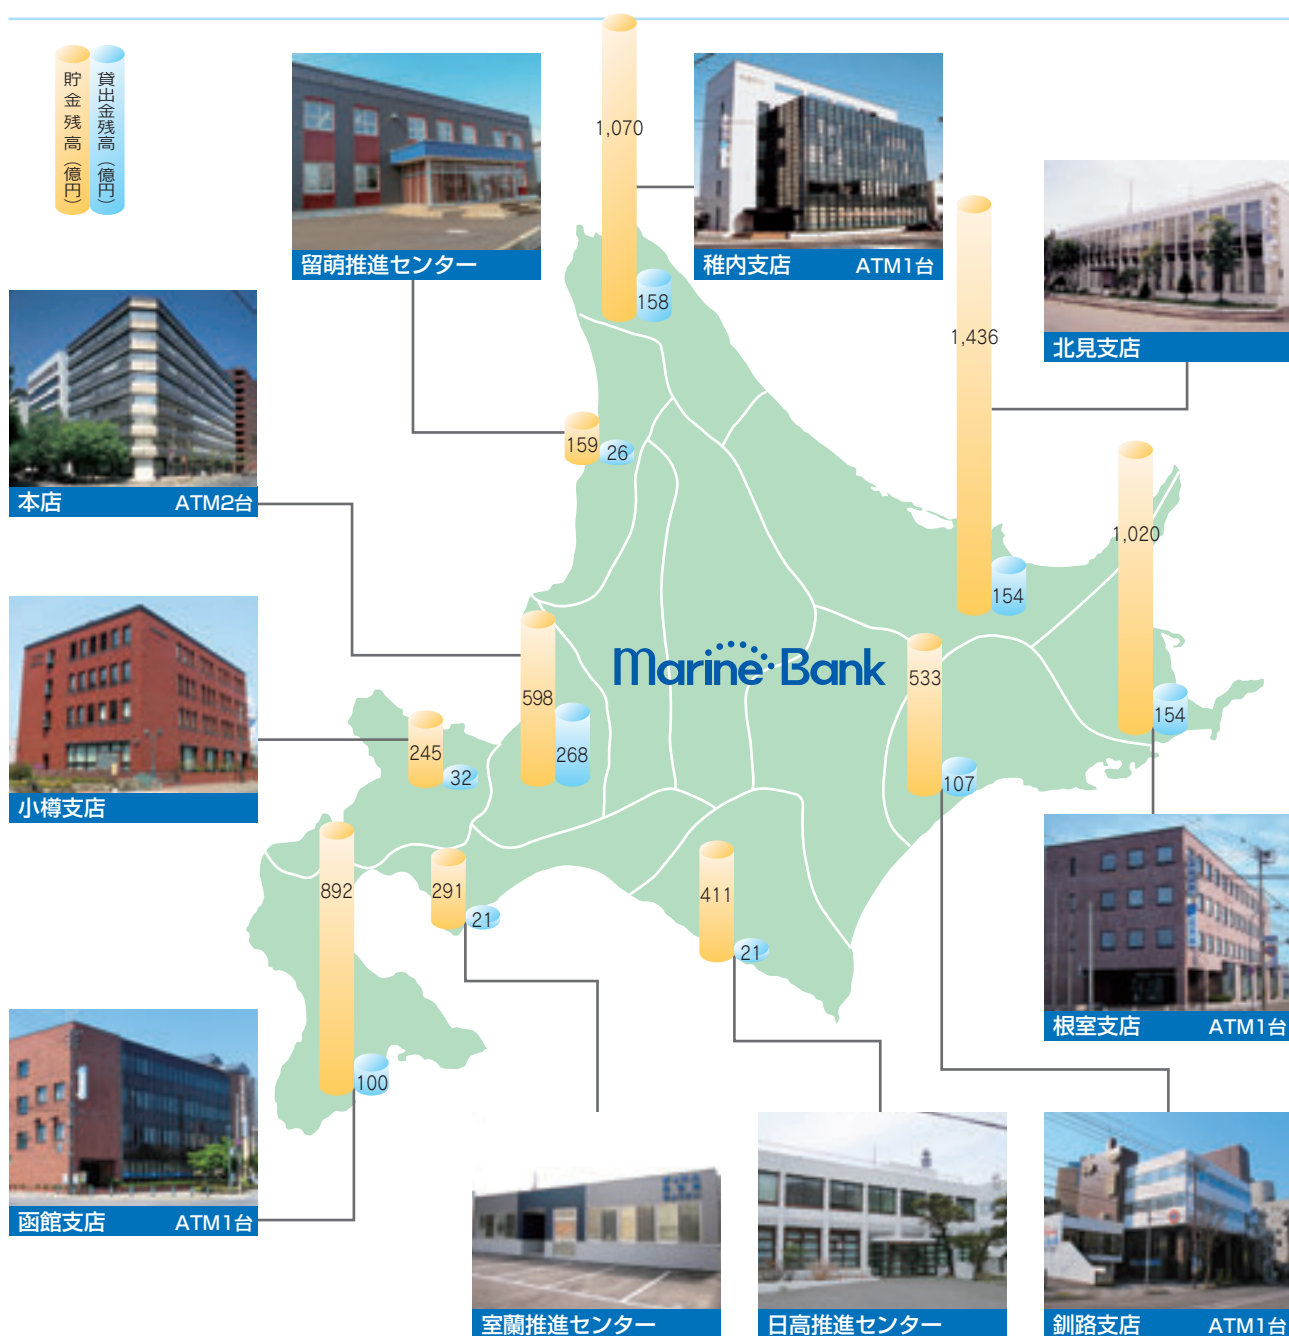 貯金残高(億円)
貸出金残高(億円)
1,070
158
留萌推進センター
稚内支店 ATM1台
北見支店
1,436
154
159
26
本店 ATM2台
1,020
154
Marine Bank
598
268
533
107
245
32
小樽支店
892
100
291
21
411
21
根室支店 ATM1台
函館支店 ATM1台
室蘭推進センター
日高推進センター
釧路支店 ATM1台